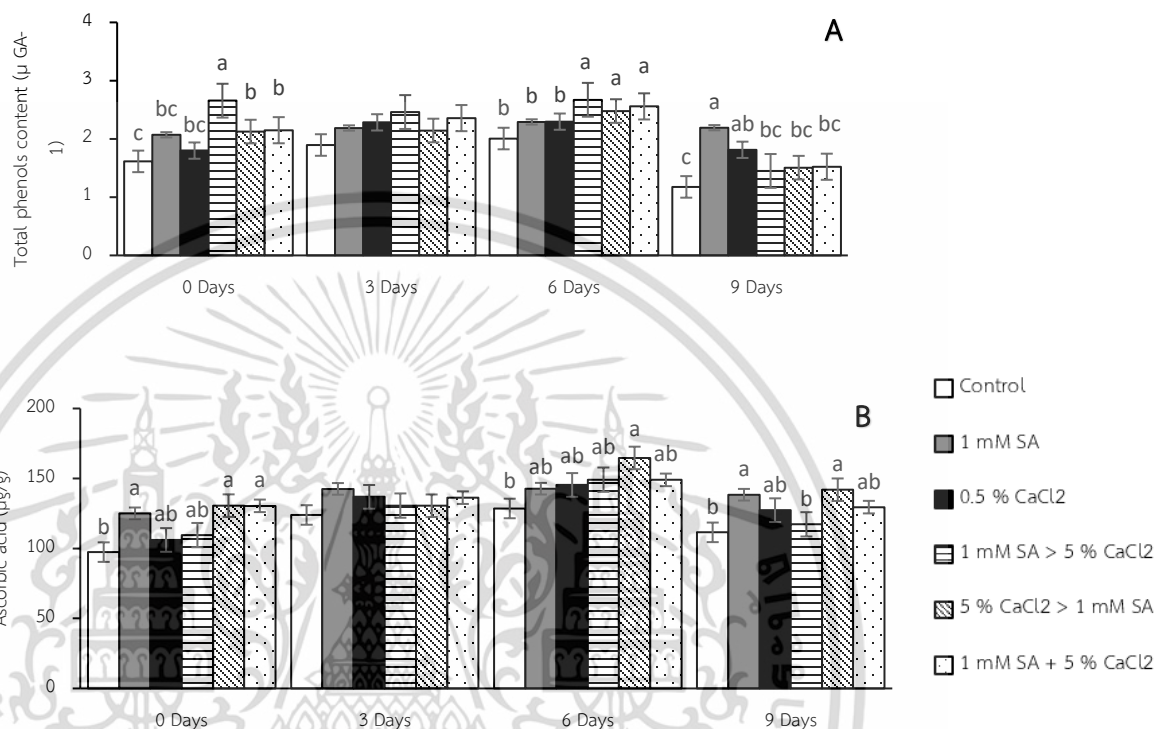 A
Total phenols content (µ GA-
1)
4
3
2
1
0
c bc bc a b b
b b b a a a
c a ab bc bc bc
0 Days 3 Days 6 Days 9 Days
B
Ascorbic acid (µg/g)
200
150
100
50
0
b a ab ab a a
b ab ab ab a ab
b a ab b a ab
0 Days 3 Days 6 Days 9 Days
Control
1 mM SA
0.5 % CaCl2
1 mM SA > 5 % CaCl2
5 % CaCl2 > 1 mM SA
1 mM SA + 5 % CaCl2